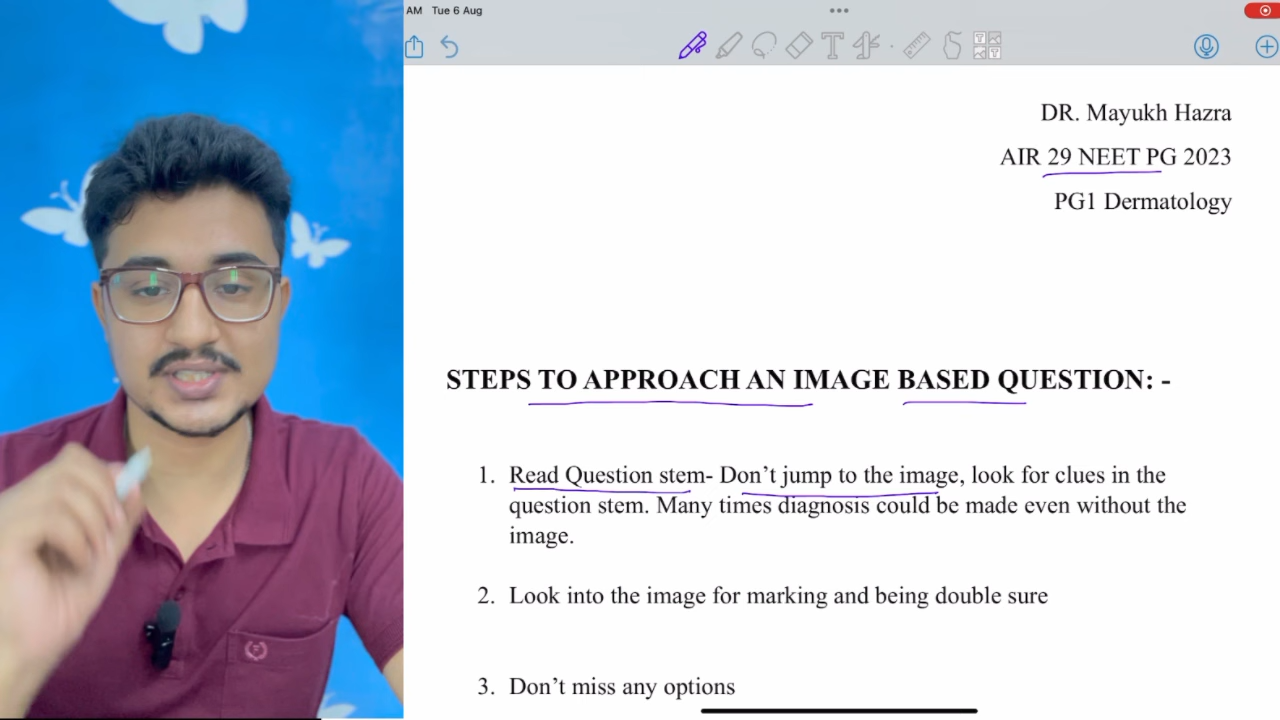 AM Tue 6 Aug
DR. Mayukh Hazra
AIR 29 NEET PG 2023
PG1 Dermatology
STEPS TO APPROACH AN IMAGE BASED QUESTION: -
1. Read Question stem- Don’t jump to the image, look for clues in the
question stem. Many times diagnosis could be made even without the
image.
2. Look into the image for marking and being double sure
3. Don’t miss any options